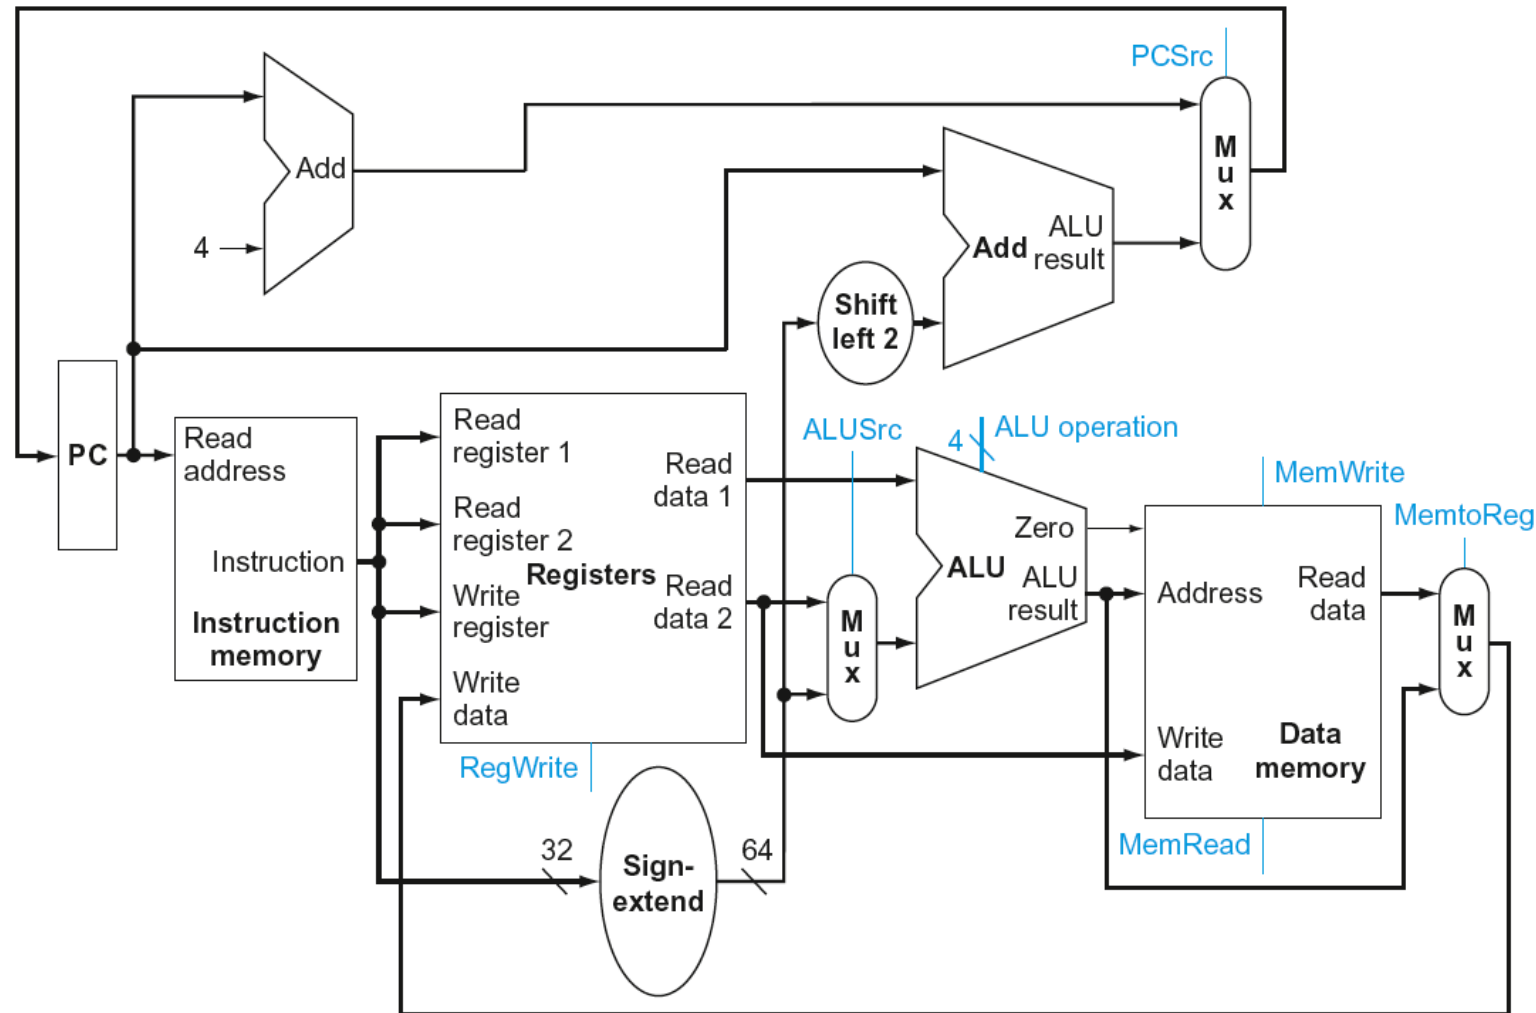 PCSrc
Add
4
M
u
x
Add
ALU
result
Shift
left 2
PC
Read
address
Instruction
Instruction
memory
Read
register 1
Read
register 2
Write
register
Write
data
Registers
Read
data 1
Read
data 2
RegWrite
32
Sign-
extend
64
ALUSrc
M
u
x
4
ALU operation
Zero
ALU
ALU
result
MemWrite
Address
Read
data
Write
data
Data
memory
MemRead
MemtoReg
M
u
x